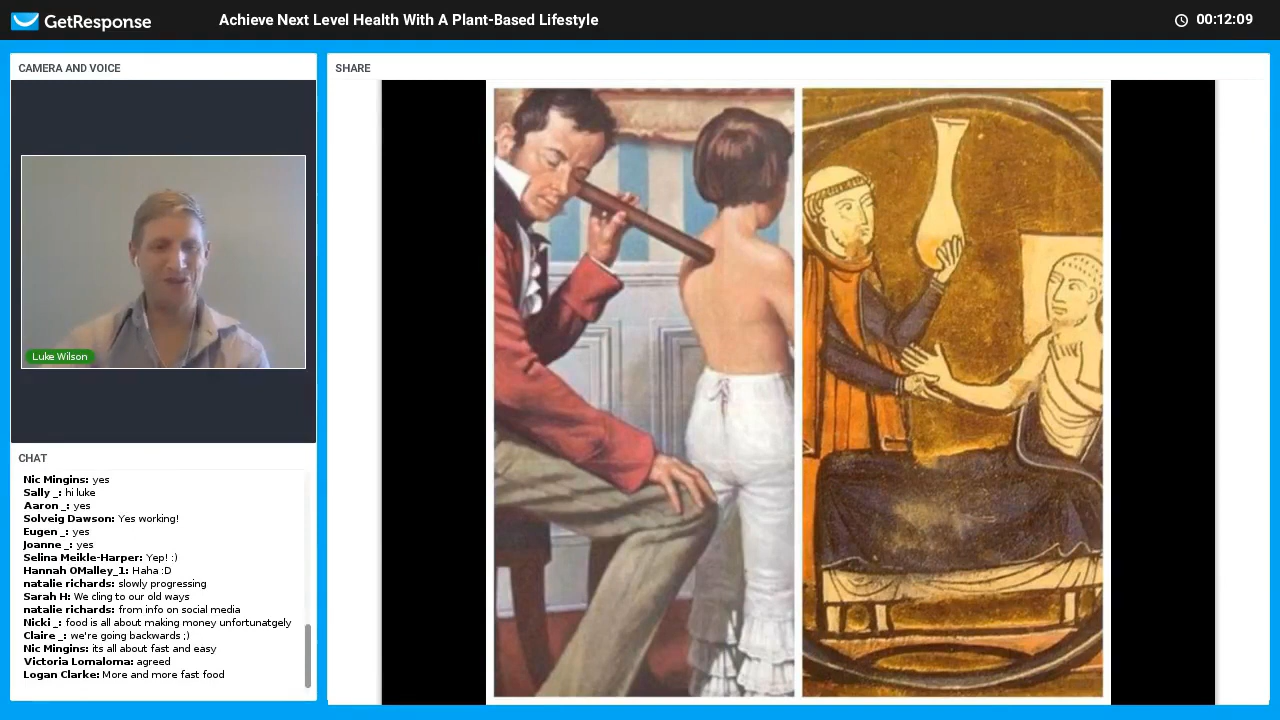 GetResponse
Achieve Next Level Health With A Plant-Based Lifestyle
00:12:09
CAMERA AND VOICE
Luke Wilson
SHARE
CHAT
Nic Mingins: yes
Sally _: hi luke
Aaron _: yes
Solveig Dawson: Yes working!
Eugen _: yes
Joanne _: yes
Selina Meikle-Harper: Yep! :)
Hannah OMalley_1: Haha :D
natalie richards: slowly progressing
Sarah H: We cling to our old ways
natalie richards: from info on social media
Nicki _: food is all about making money unfortunatgely
Claire _: we're going backwards ;)
Nic Mingins: its all about fast and easy
Victoria Lomaloma: agreed
Logan Clarke: More and more fast food